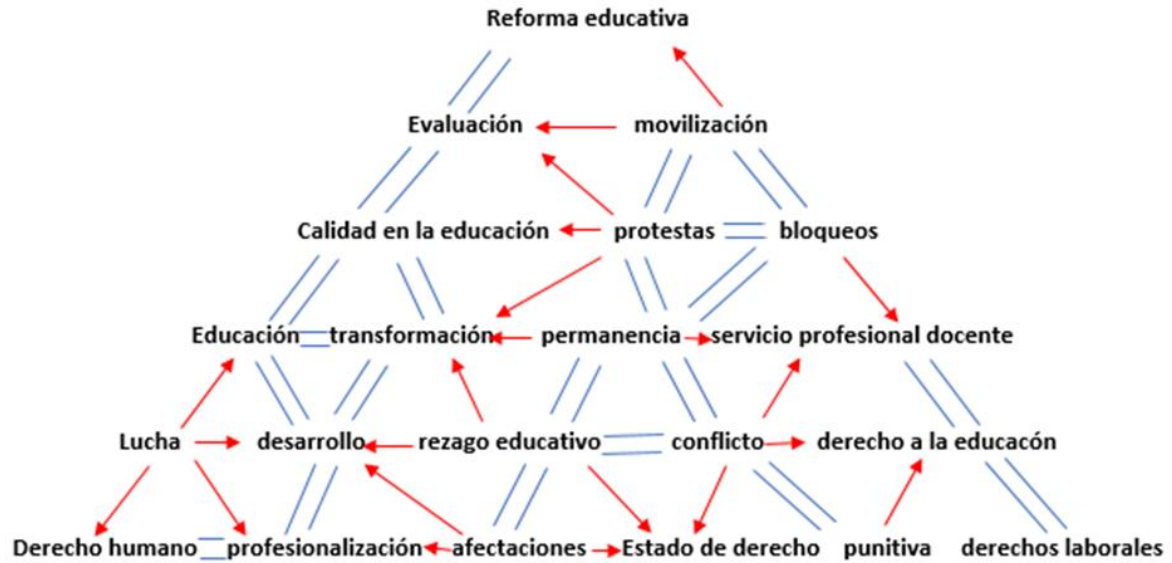 Reforma educativa
Evaluación movilización
Calidad en la educación protestas bloqueos
Educación transformación permanencia servicio profesional docente
Lucha desarrollo rezago educativo conflicto derecho a la educacón
Derecho humano profesionalización afectaciones Estado de derecho punitiva derechos laborales